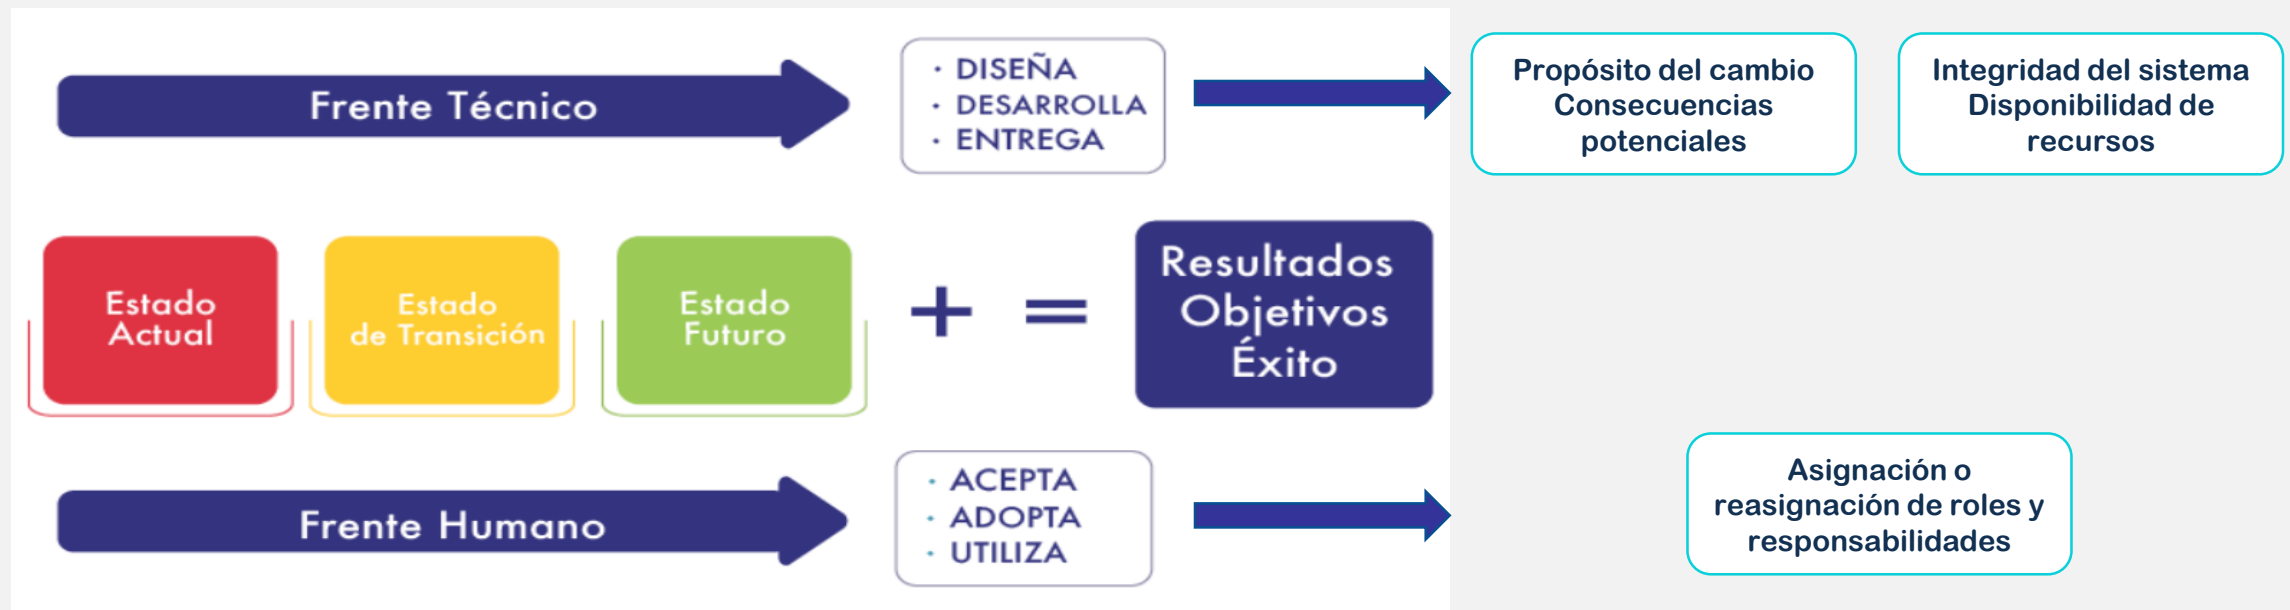 Frente Técnico
· DISEÑA
· DESARROLLA
· ENTREGA
Propósito del cambio
Consecuencias
potenciales
Integridad del sistema
Disponibilidad de
recursos
Estado
Actual
Estado
de Transición
Estado
Futuro
+ =
Resultados
Objetivos
Éxito
Frente Humano
· ACEPTA
· ADOPTA
· UTILIZA
Asignación o
reasignación de roles y
responsabilidades